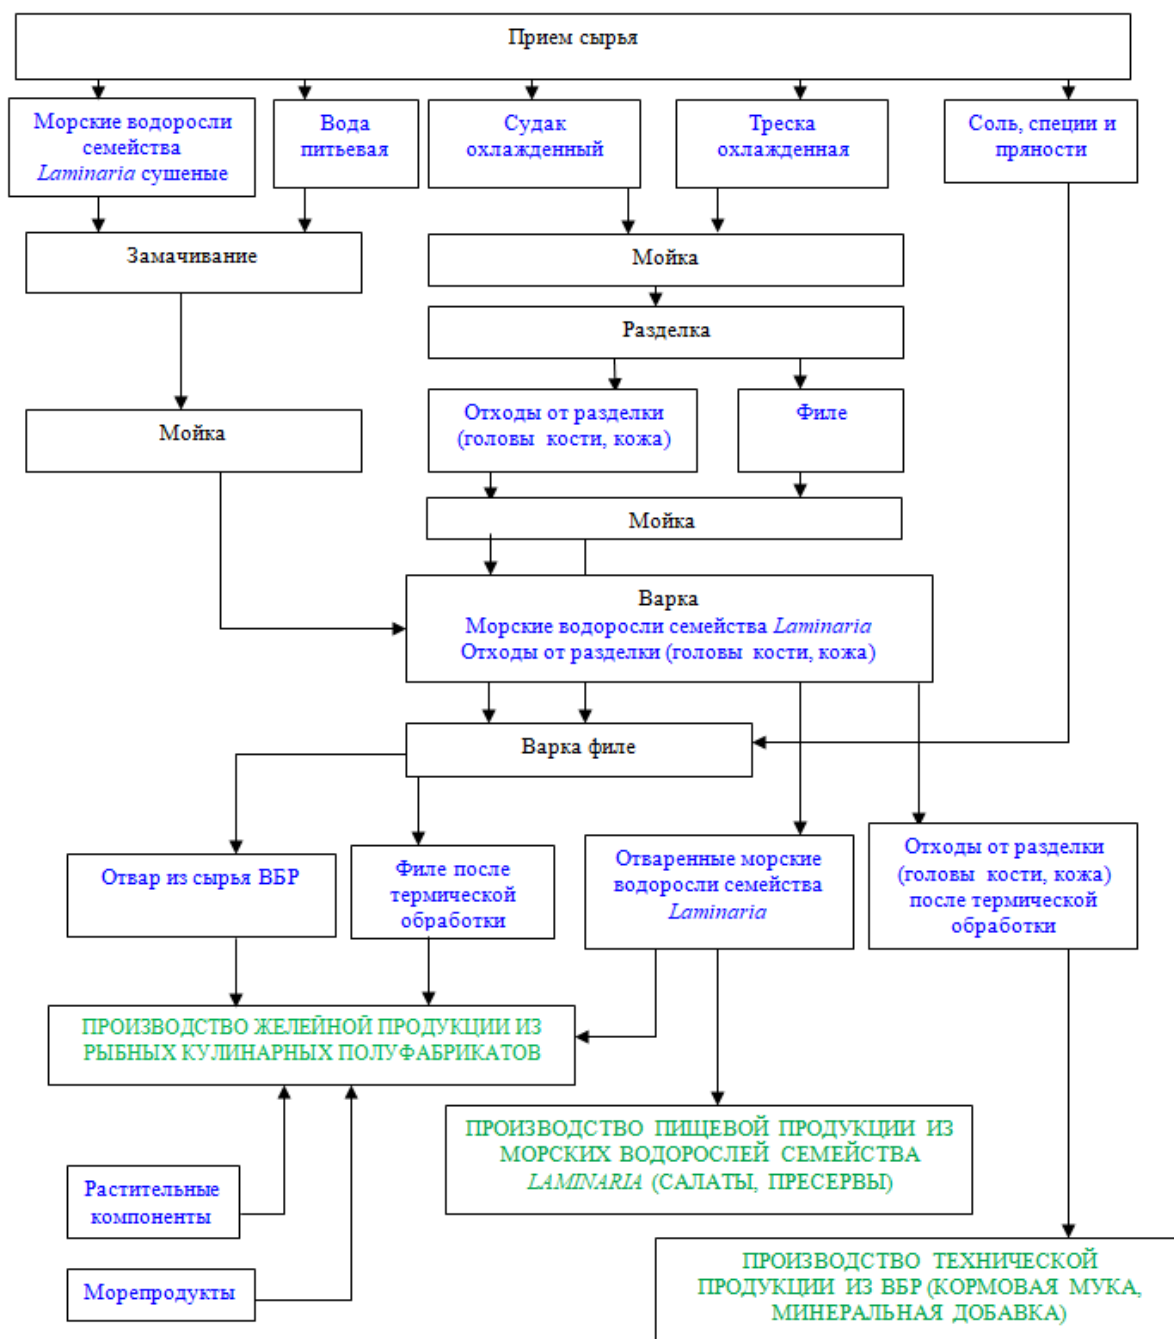 Прием сырья
Морские водоросли
семейства
Laminaria сушеные
Вода
питьевая
Судак
охлажденный
Треска
охлажденная
Соль, специи и
пряности
Замачивание
Мойка
Разделка
Отходы от разделки
(головы кости, кожа)
Филе
Мойка
Мойка
Варка
Морские водоросли семейства Laminaria
Отходы от разделки (головы кости, кожа)
Варка филе
Отвар из сырья ВБР
Филе после
термической
обработки
Отваренные морские
водоросли семейства
Laminaria
Отходы от разделки
(головы кости, кожа)
после термической
обработки
ПРОИЗВОДСТВО ЖЕЛЕЙНОЙ ПРОДУКЦИИ ИЗ
РЫБНЫХ КУЛИНАРНЫХ ПОЛУФАБРИКАТОВ
ПРОИЗВОДСТВО ПИЩЕВОЙ ПРОДУКЦИИ ИЗ
МОРСКИХ ВОДОРОСЛЕЙ СЕМЕЙСТВА
LAMINARIA (САЛАТЫ, ПРЕСЕРВЫ)
Растительные
компоненты
Морепродукты
ПРОИЗВОДСТВО ТЕХНИЧЕСКОЙ
ПРОДУКЦИИ ИЗ ВБР (КОРМОВАЯ МУКА,
МИНЕРАЛЬНАЯ ДОБАВКА)